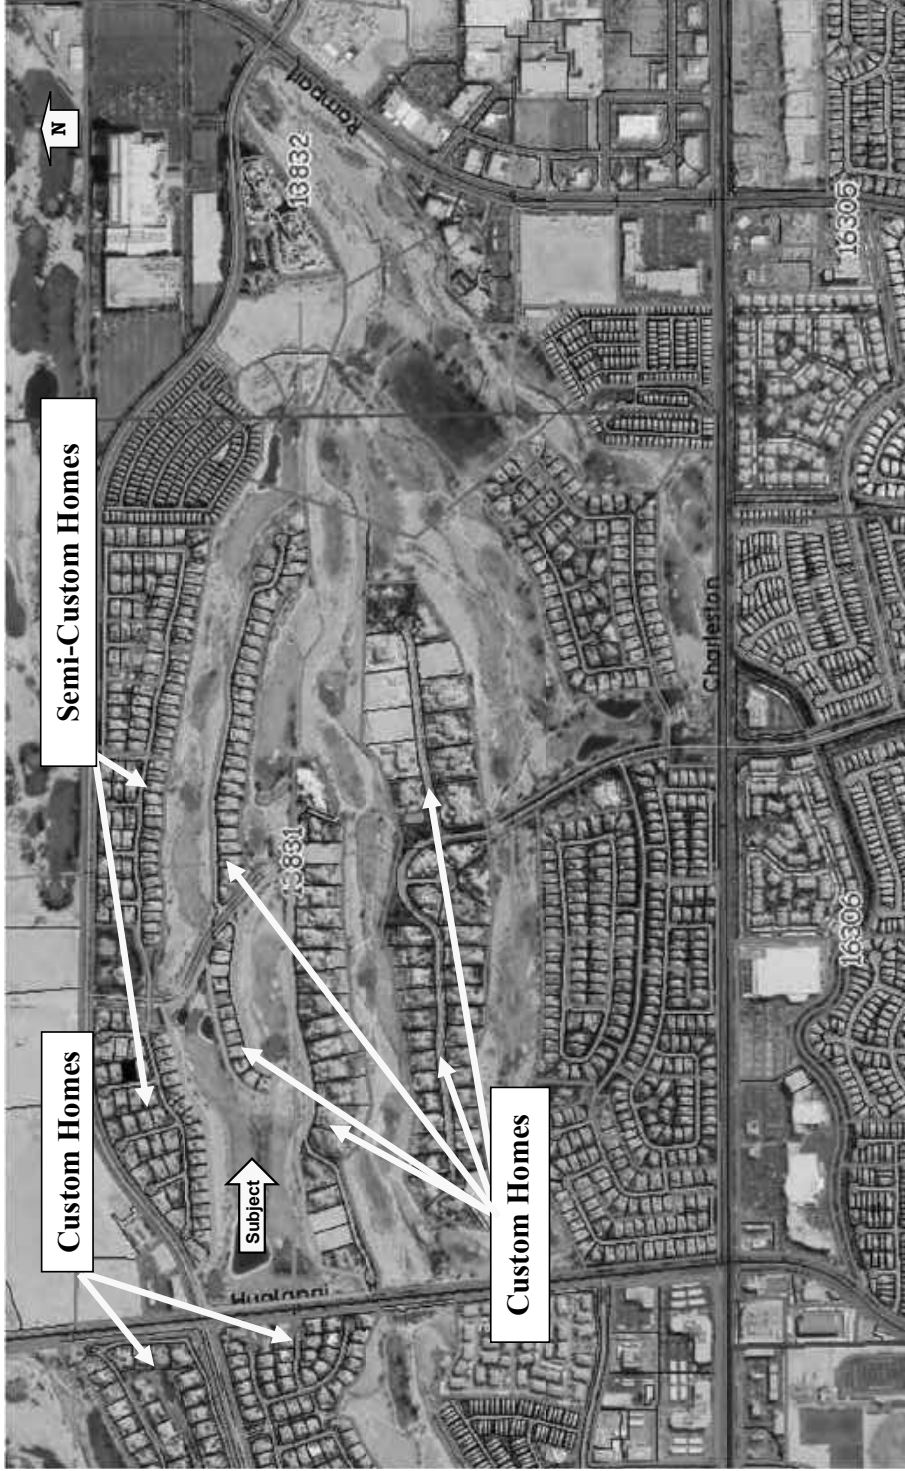 Custom Homes
Semi-Custom Homes
N
Subject
Hualapai
13831
13832
Rampart
Custom Homes
Charleston
16306
16305